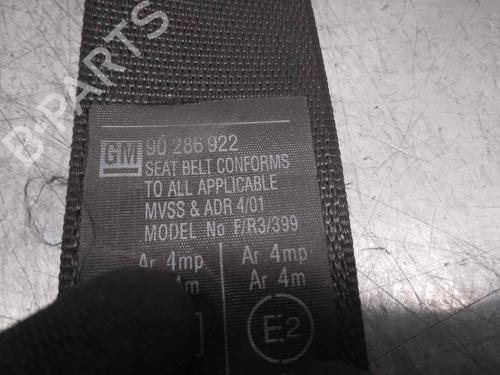 B-PARTS
GM 90 286 922
SEAT BELT CONFORMS
TO ALL APPLICABLE
MVSS & ADR 4/01
MODEL No F/R3/399
Ar 4mp Ar 4mp
4m Ar 4m
E2